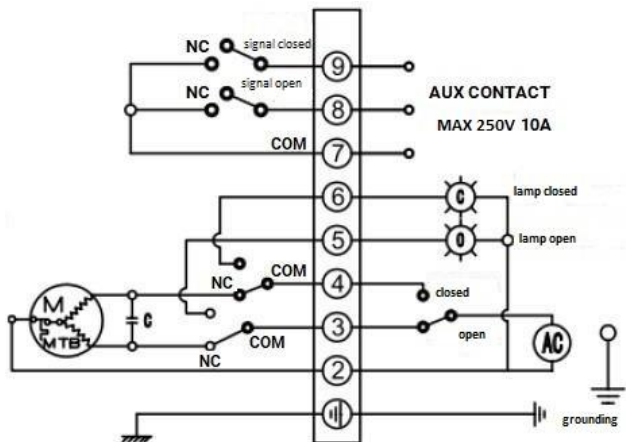 NC signal closed 9
signal open
NC 8 AUX CONTACT
MAX 250V 10A
COM 7
6 C lamp closed
5 O lamp open
NC COM 4 closed
M C 3
MTB COM open AC
NC
2
grounding